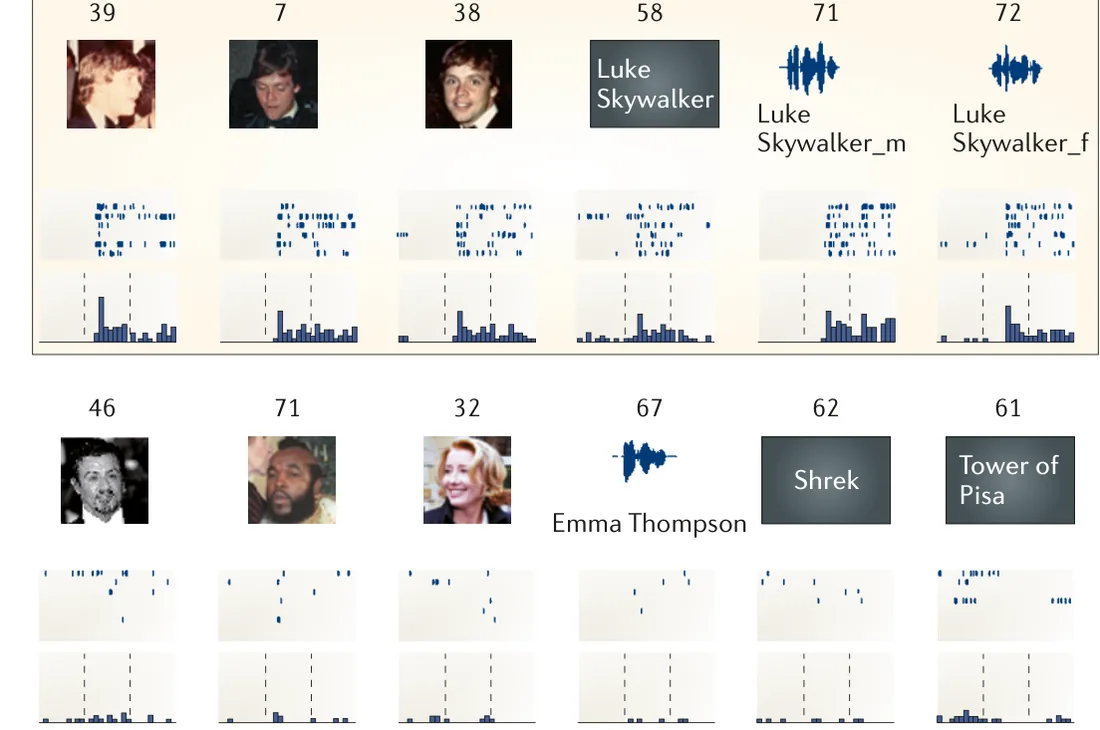 39 7 38 58 71 72
Luke
Skywalker
Luke
Skywalker_m
Luke
Skywalker_f
46 71 32 67 62 61
Emma Thompson
Shrek
Tower of
Pisa